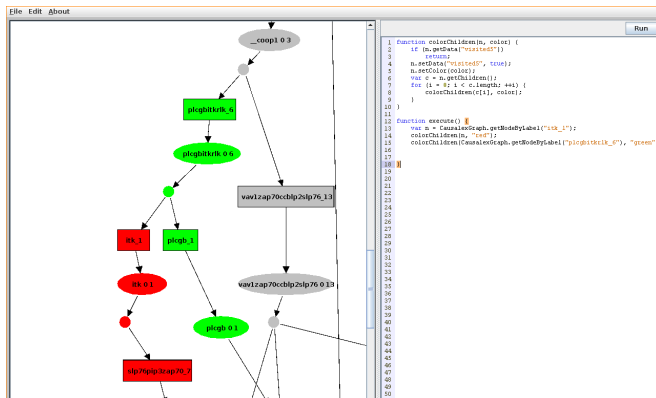 File Edit About
Run
__coop1 0 3
plcgbitkrlk_6
plcgbitkrlk 0 6
vav1zap70ccblp2slp76_13
itk_1
plcgb_1
itk 0 1
vav1zap70ccblp2slp76 0 13
plcgb 0 1
slp76plp3zap70_7
1 function colorChildren(n, color) {
2 if (n.getData("visited5")
3 return;
4 n.setData("visited5", true);
5 n.setColor(color);
6 var c = n.getChildren();
7 for (i = 0; i < c.length; ++i) {
8 colorChildren(c[i], color);
9 }
10 }
11
12 function execute() {
13 var n = CausalexGraph.getNodeByLabel("itk_1");
14 colorChildren(n, "red");
15 colorChildren(CausalexGraph.getNodeByLabel("plcgbitkrlk_6"), "green"
16
17
18 }
19
20
21
22
23
24
25
26
27
28
29
30
31
32
33
34
35
36
37
38
39
40
41
42
43
44
45
46
47
48
49
50